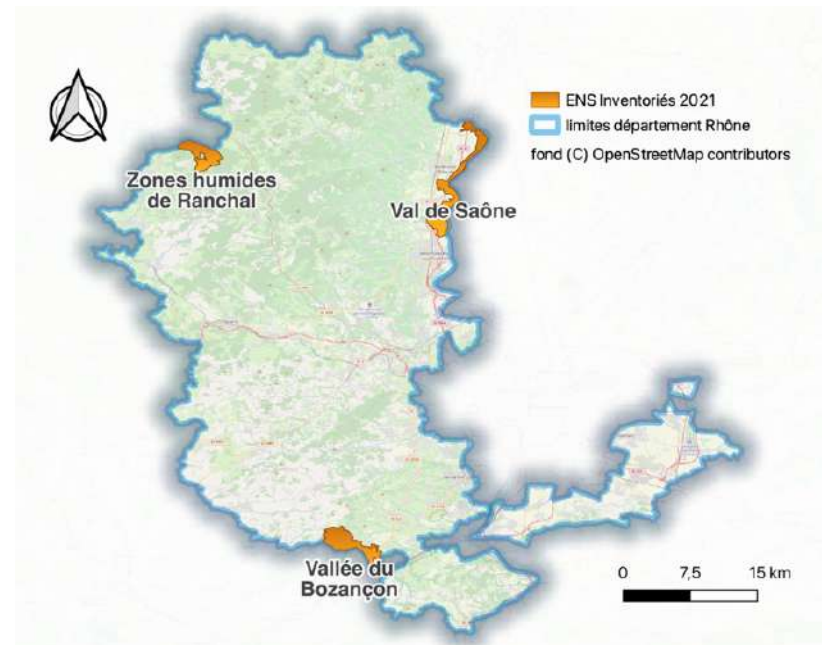 ENS Inventoriés 2021
limites département Rhône
fond (C) OpenStreetMap contributors
Zones humides
de Ranchal
Val de Saône
Vallée du
Bozançon
0 7,5 15 km